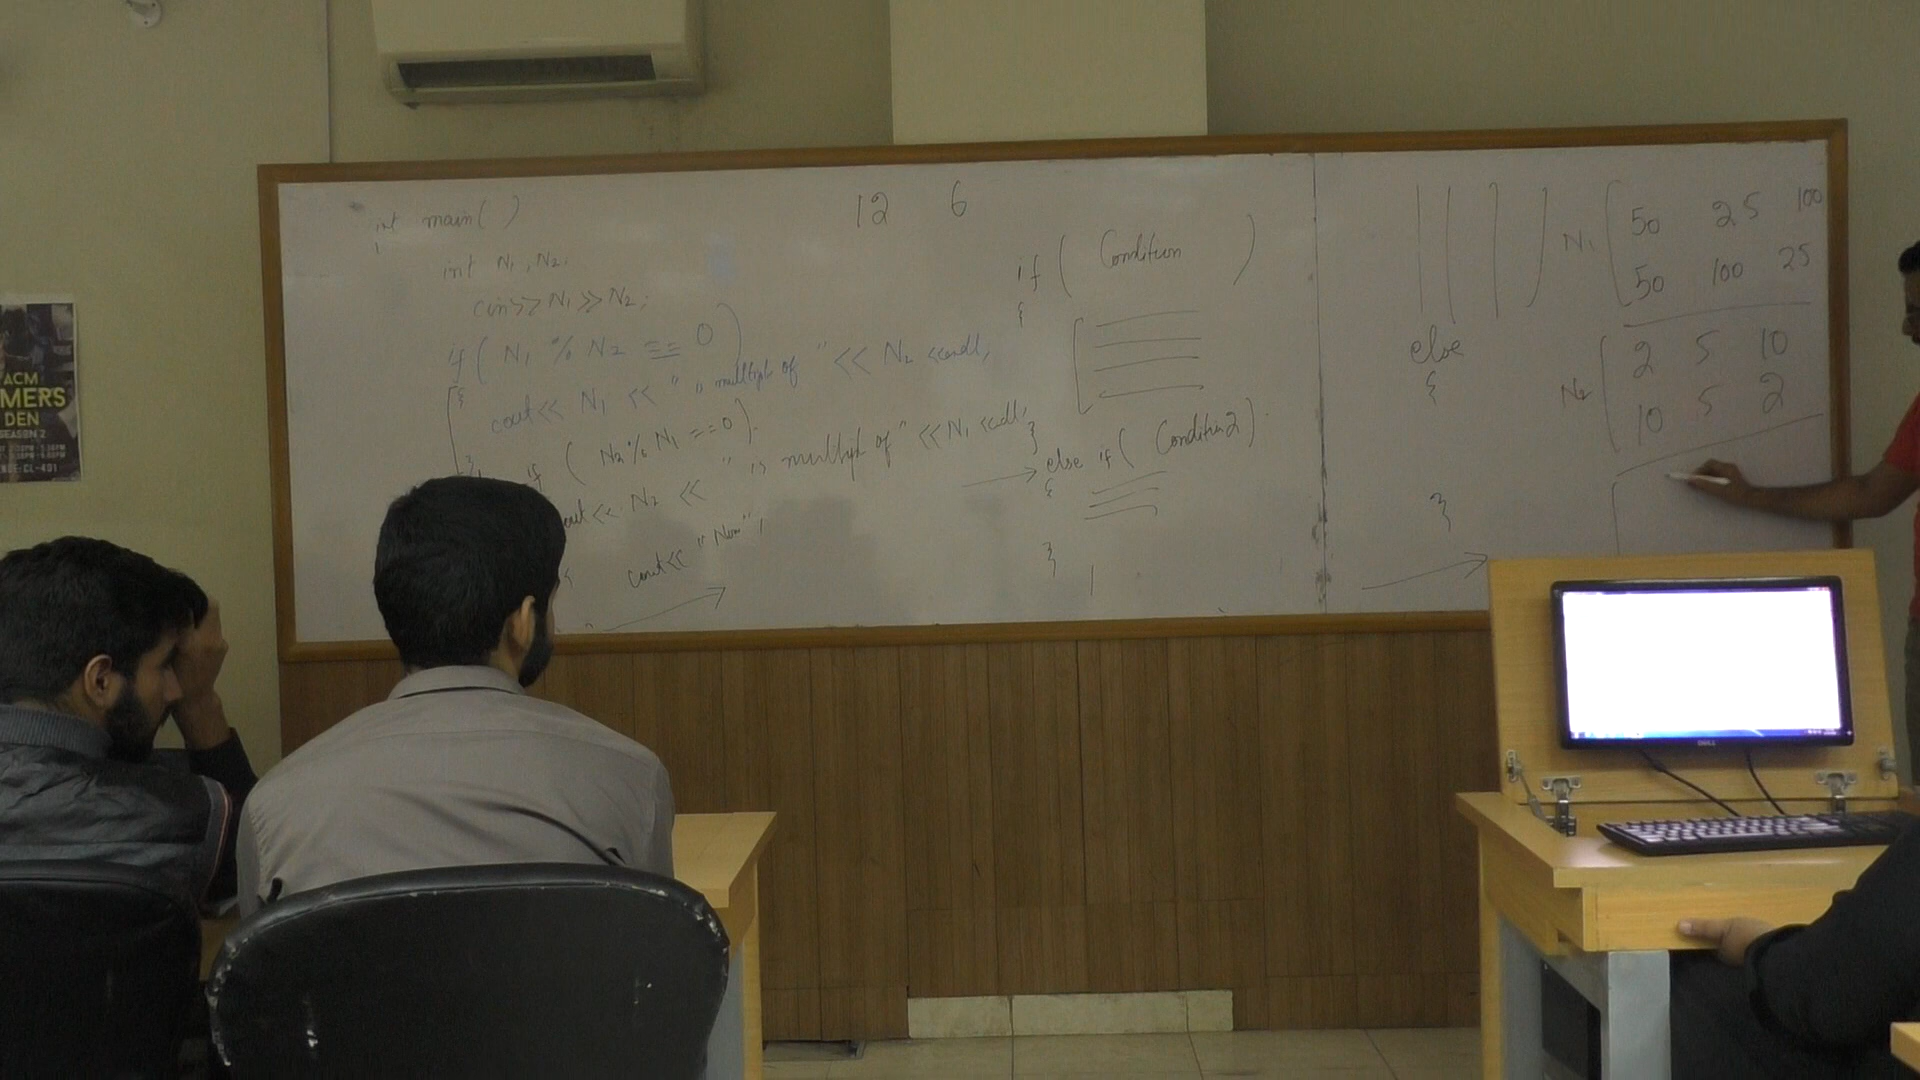 int main( )
int N1, N2;
cin>> N1 >> N2;
if ( N1 % N2 == 0 )
{
cout<< N1 << " multiple of " << N2 <<endl;
}
if ( N2 % N1 == 0 )
cout<< N2 << " is multiple of " << N1 <<endl;
cout<< "
12 6
if ( Condition )
{
}
else if ( Condition2 )
{
}
else
{
}
N1 50 25 100
50 100 25
N2 2 5 10
10 5 2
ACM
MERS
DEN
SEASON 2
CL-401
DELL